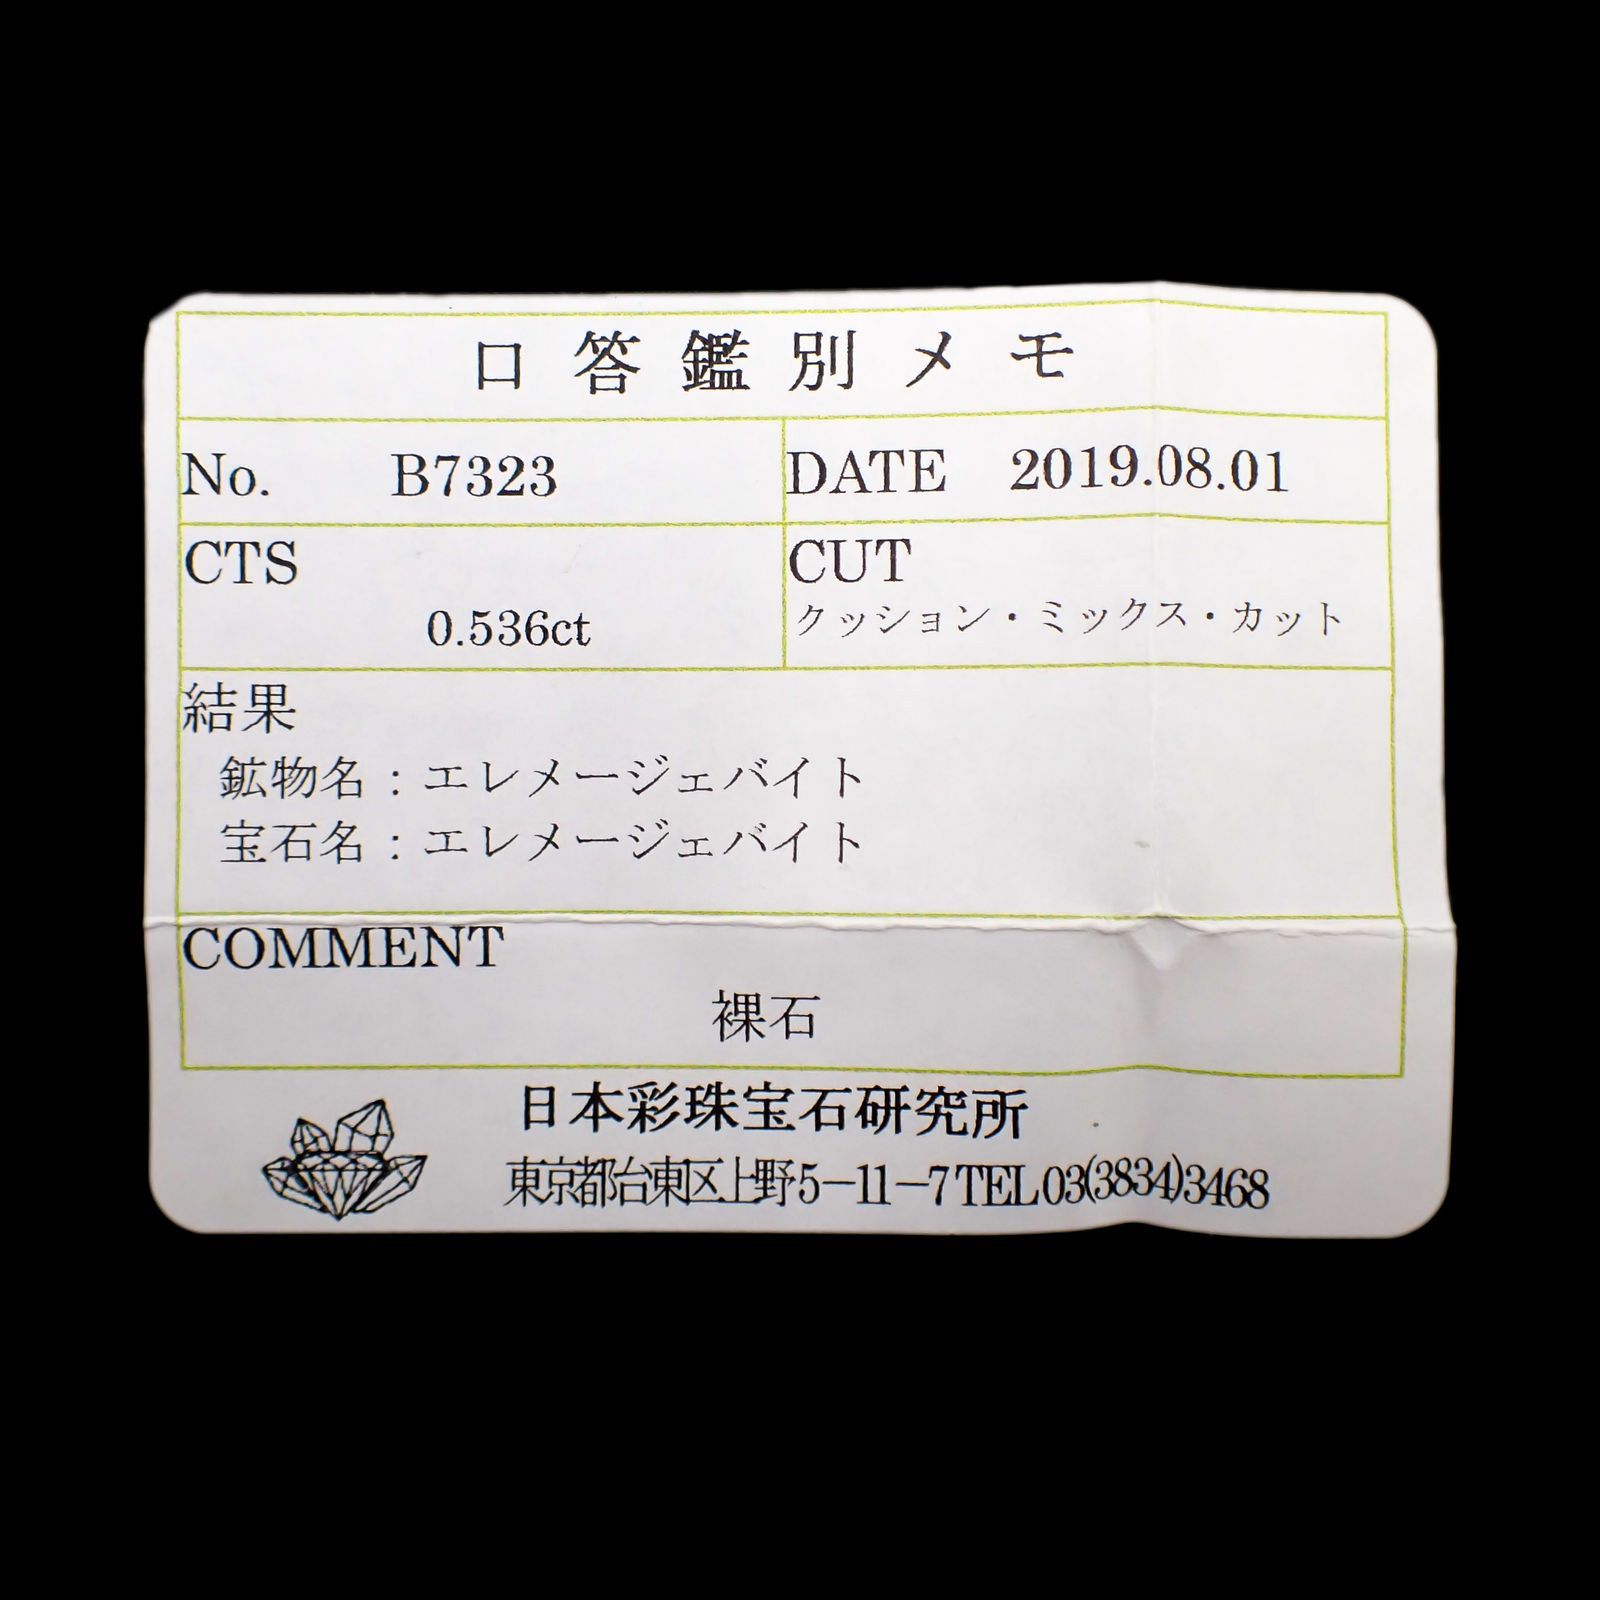 口答鑑別メモ
No. B7323 DATE 2019.08.01
CTS CUT
0.536ct クッション・ミックス・カット
結果
鉱物名:エレメージェバイト
宝石名:エレメージェバイト
COMMENT
裸石
日本彩珠宝石研究所
東京都台東区上野5-11-7 TEL 03(3834)3468